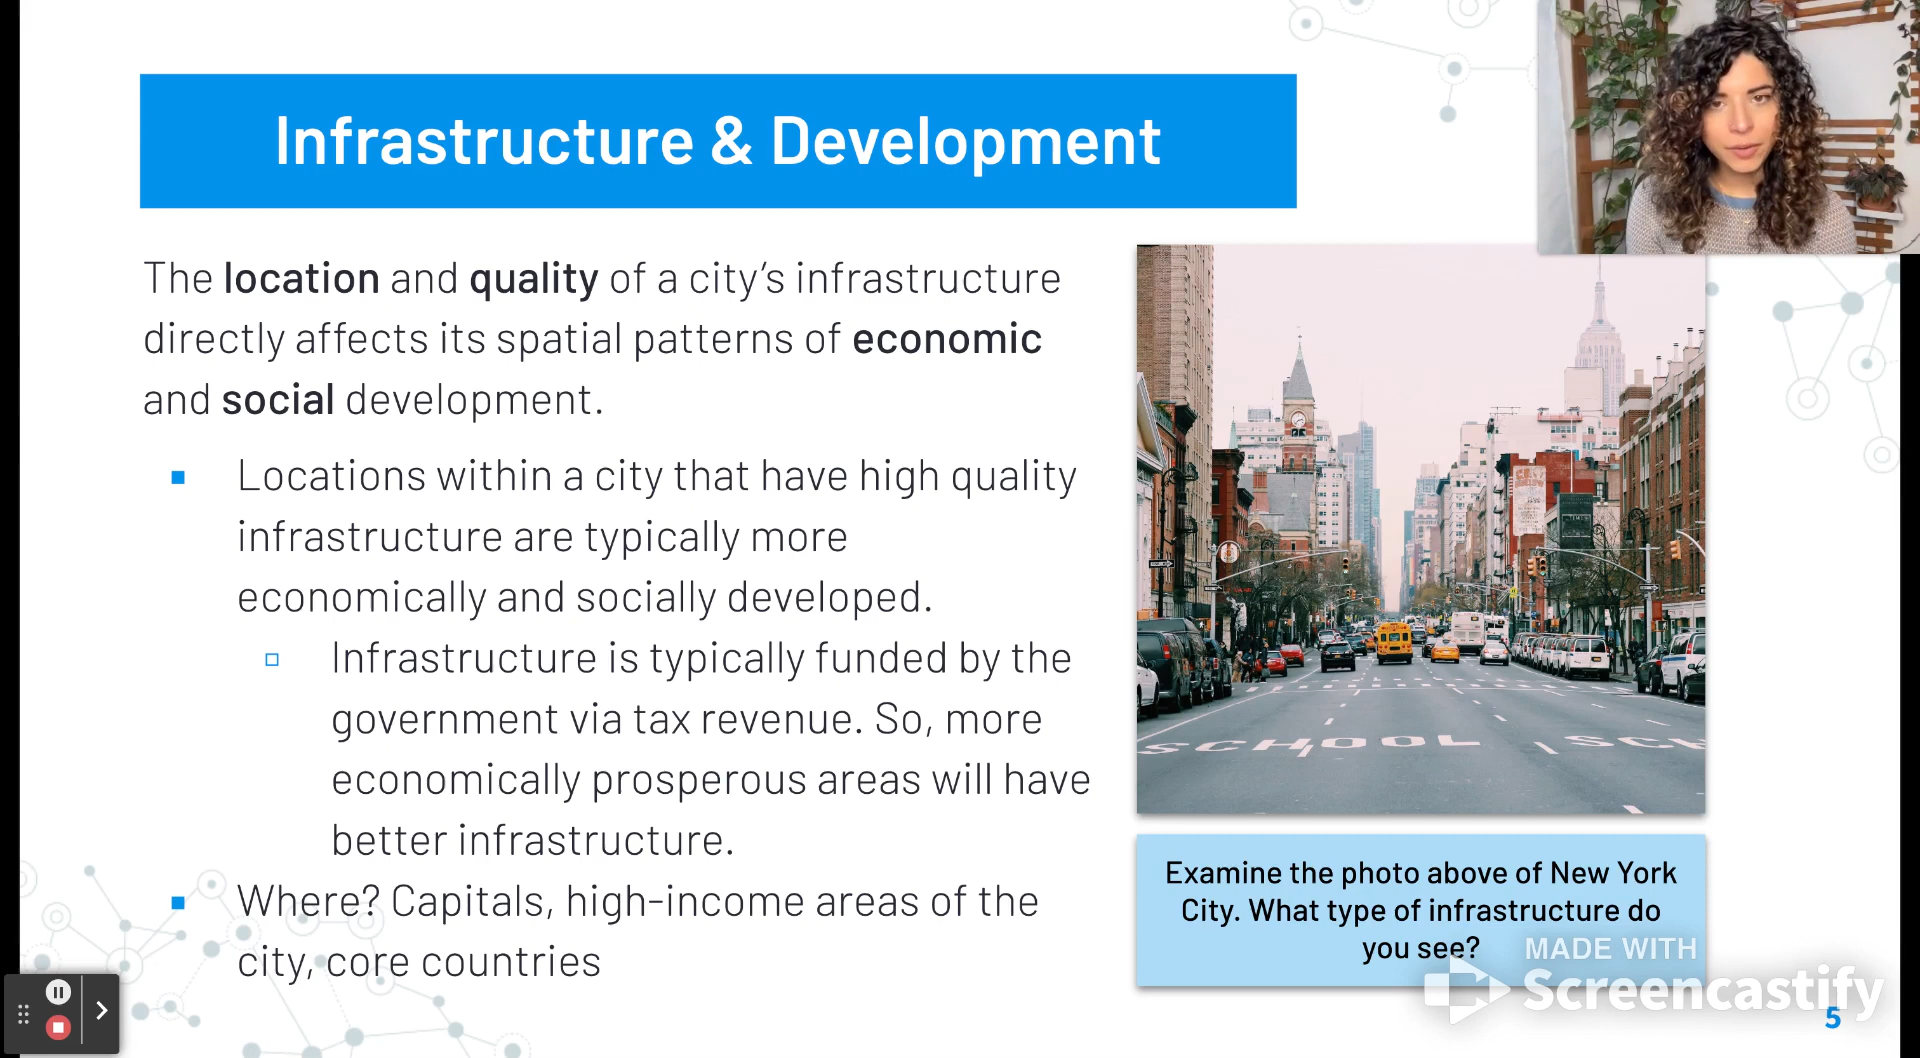 Infrastructure & Development
The location and quality of a city's infrastructure
directly affects its spatial patterns of economic
and social development.
Locations within a city that have high quality
infrastructure are typically more
economically and socially developed.
Infrastructure is typically funded by the
government via tax revenue. So, more
economically prosperous areas will have
better infrastructure.
Where? Capitals, high-income areas of the
city, core countries
SCHOOL
Examine the photo above of New York
City. What type of infrastructure do
you see?
MADE WITH
Screencastify
5